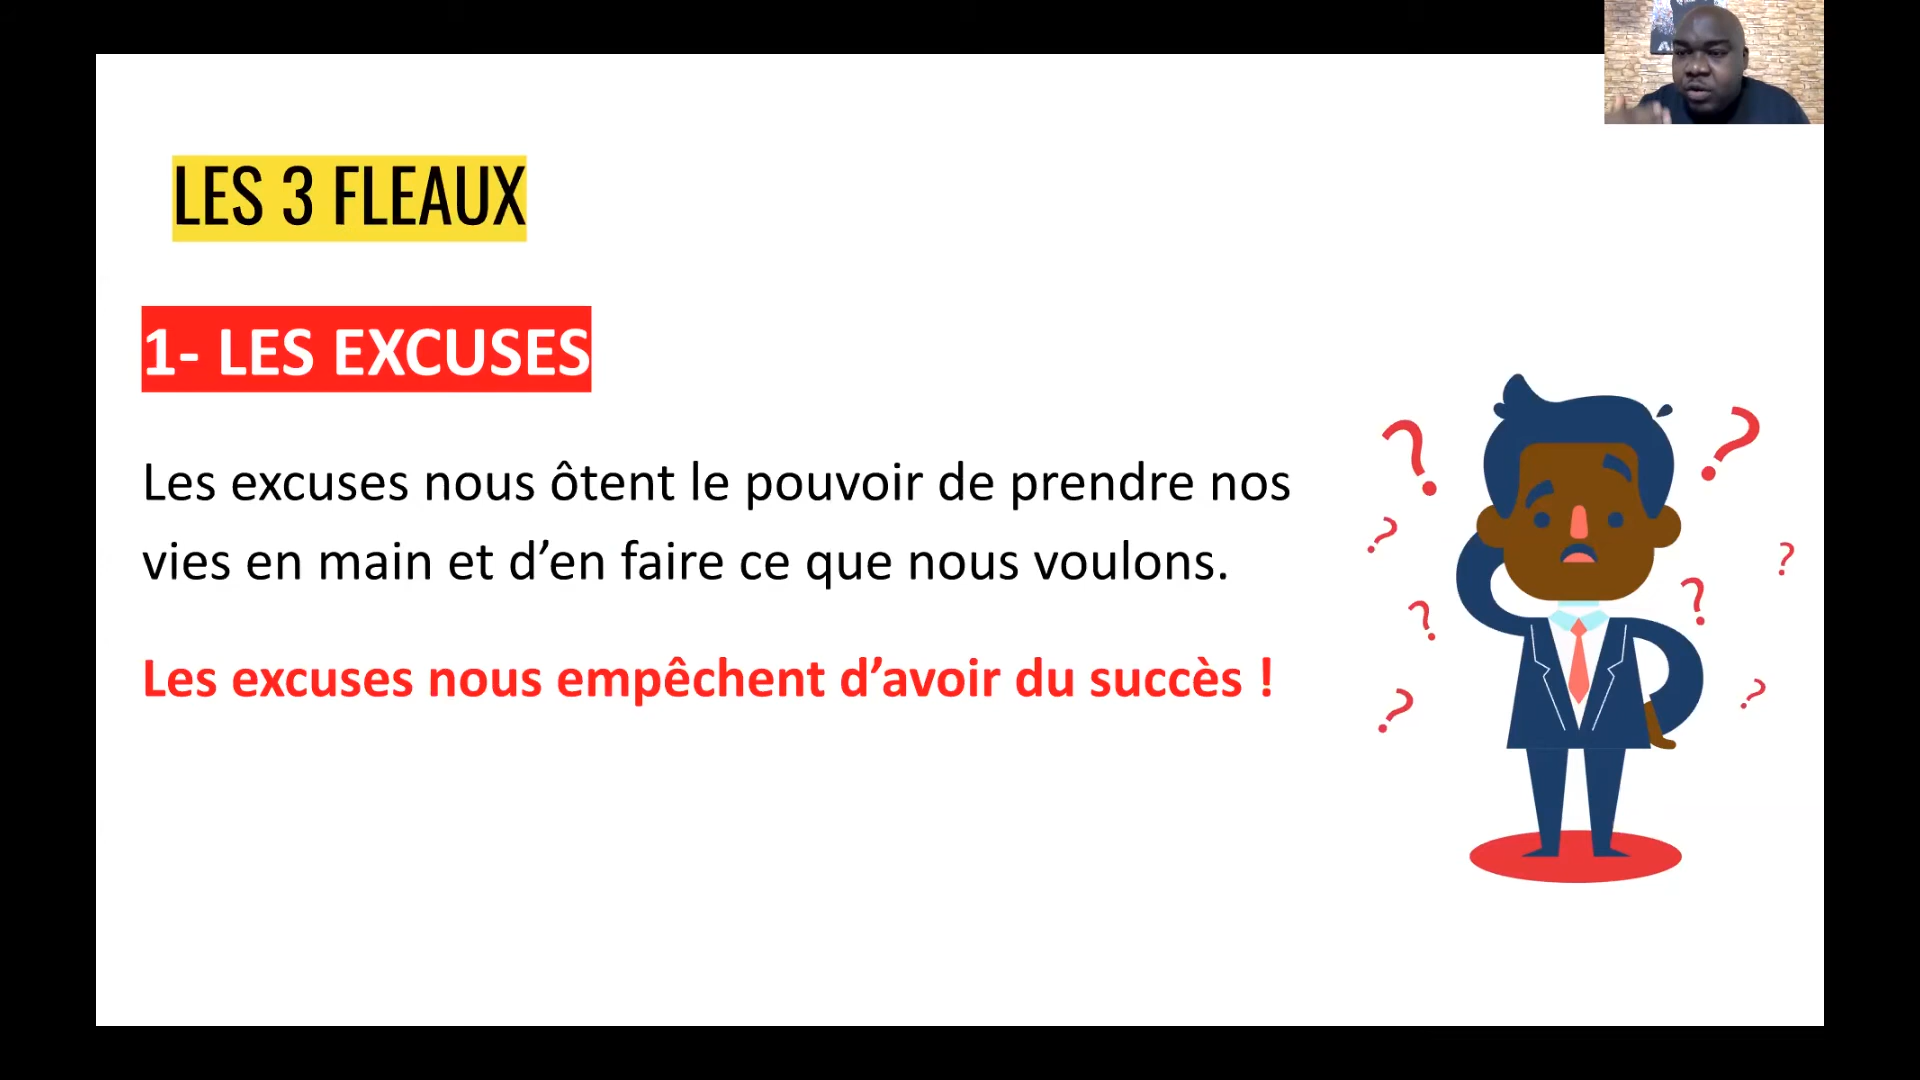 LES 3 FLEAUX
1- LES EXCUSES
Les excuses nous ôtent le pouvoir de prendre nos
vies en main et d’en faire ce que nous voulons.
Les excuses nous empêchent d’avoir du succès !